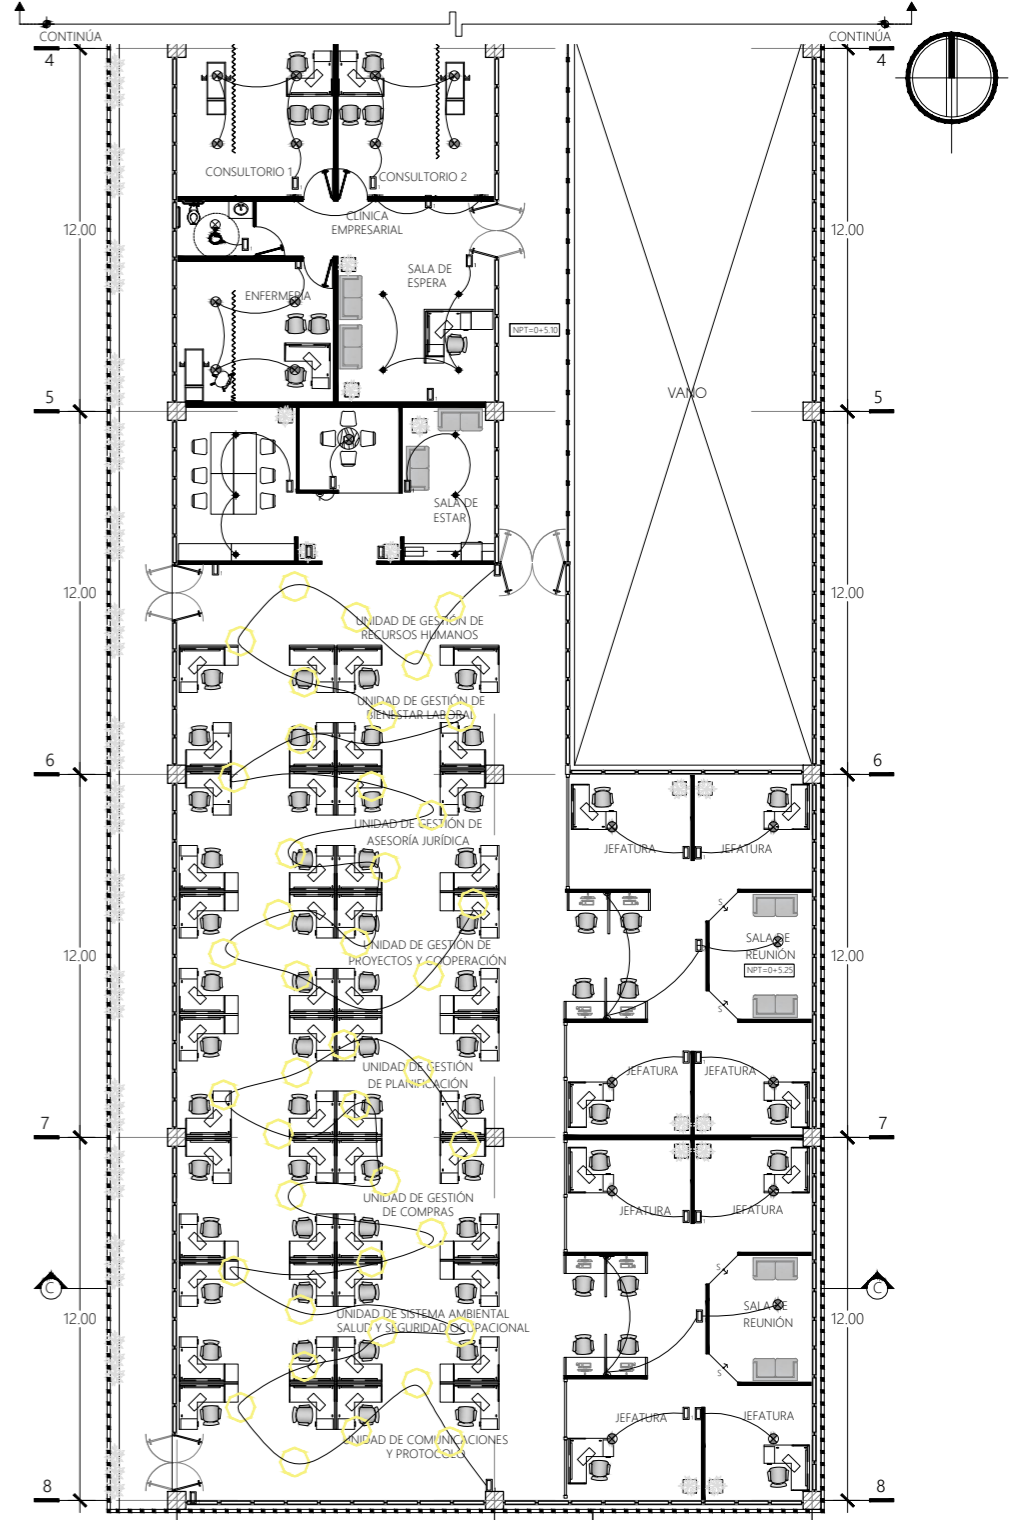 CONTINÚA
CONTINÚA
4
4
CONSULTORIO 1
CONSULTORIO 2
CLÍNICA
EMPRESARIAL
12.00
12.00
SALA DE
ESPERA
ENFERMERIA
NPT=0+5.10
VANO
5
5
SALA DE
ESTAR
12.00
12.00
UNIDAD DE GESTIÓN DE
RECURSOS HUMANOS
UNIDAD DE GESTIÓN DE
BIENESTAR LABORAL
6
6
UNIDAD DE GESTIÓN DE
ASESORÍA JURÍDICA
JEFATURA
JEFATURA
S
SALA DE
REUNIÓN
NPT=0+5.25
S
UNIDAD DE GESTIÓN DE
PROYECTOS Y COOPERACIÓN
12.00
12.00
UNIDAD DE GESTIÓN
DE PLANIFICACIÓN
JEFATURA
JEFATURA
7
7
UNIDAD DE GESTIÓN
DE COMPRAS
JEFATURA
JEFATURA
S
C
C
SALA DE
REUNIÓN
UNIDAD DE SISTEMA AMBIENTAL
SALUD Y SEGURIDAD OCUPACIONAL
12.00
12.00
S
JEFATURA
JEFATURA
UNIDAD DE COMUNICACIONES
Y PROTOCOLO
8
8